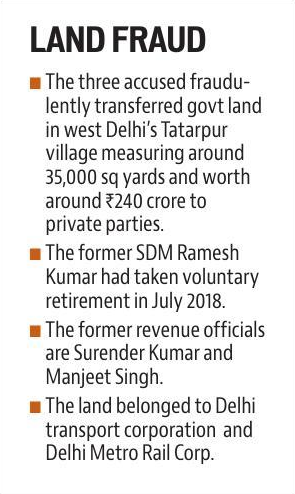 LAND FRAUD
The three accused fraudu-
lently transferred govt land
in west Delhi's Tatarpur
village measuring around
35,000 sq yards and worth
around ₹240 crore to
private parties.
The former SDM Ramesh
Kumar had taken voluntary
retirement in July 2018.
The former revenue officials
are Surender Kumar and
Manjeet Singh.
The land belonged to Delhi
transport corporation and
Delhi Metro Rail Corp.